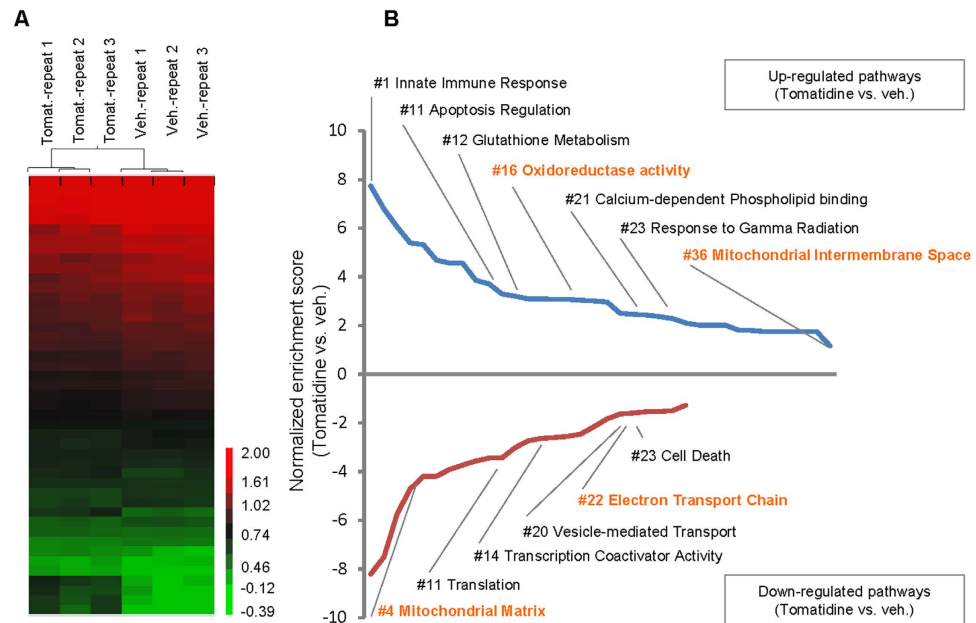 A
B
Tomat.-repeat 1
Tomat.-repeat 2
Tomat.-repeat 3
Veh.-repeat 1
Veh.-repeat 2
Veh.-repeat 3
2.00
1.61
1.02
0.74
0.46
-0.12
-0.39
Normalized enrichment score
(Tomatidine vs. veh.)
10
8
6
4
2
0
-2
-4
-6
-8
-10
Up-regulated pathways
(Tomatidine vs. veh.)
#1 Innate Immune Response
#11 Apoptosis Regulation
#12 Glutathione Metabolism
#16 Oxidoreductase activity
#21 Calcium-dependent Phospholipid binding
#23 Response to Gamma Radiation
#36 Mitochondrial Intermembrane Space
#23 Cell Death
#22 Electron Transport Chain
#20 Vesicle-mediated Transport
#14 Transcription Coactivator Activity
#11 Translation
#4 Mitochondrial Matrix
Down-regulated pathways
(Tomatidine vs. veh.)